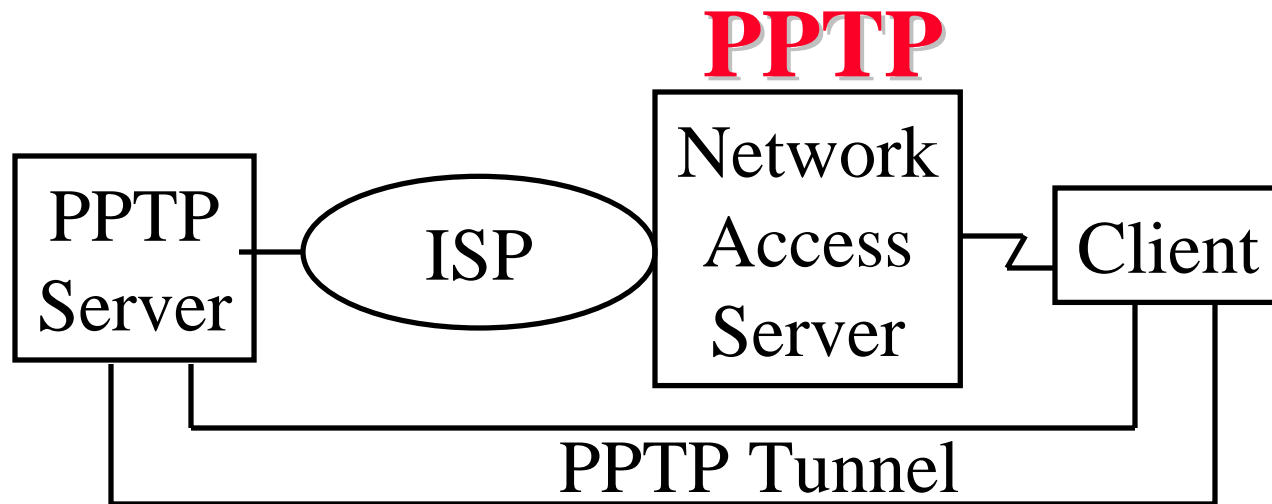 PPTP
PPTP
Server
ISP
Network
Access
Server
Client
PPTP Tunnel